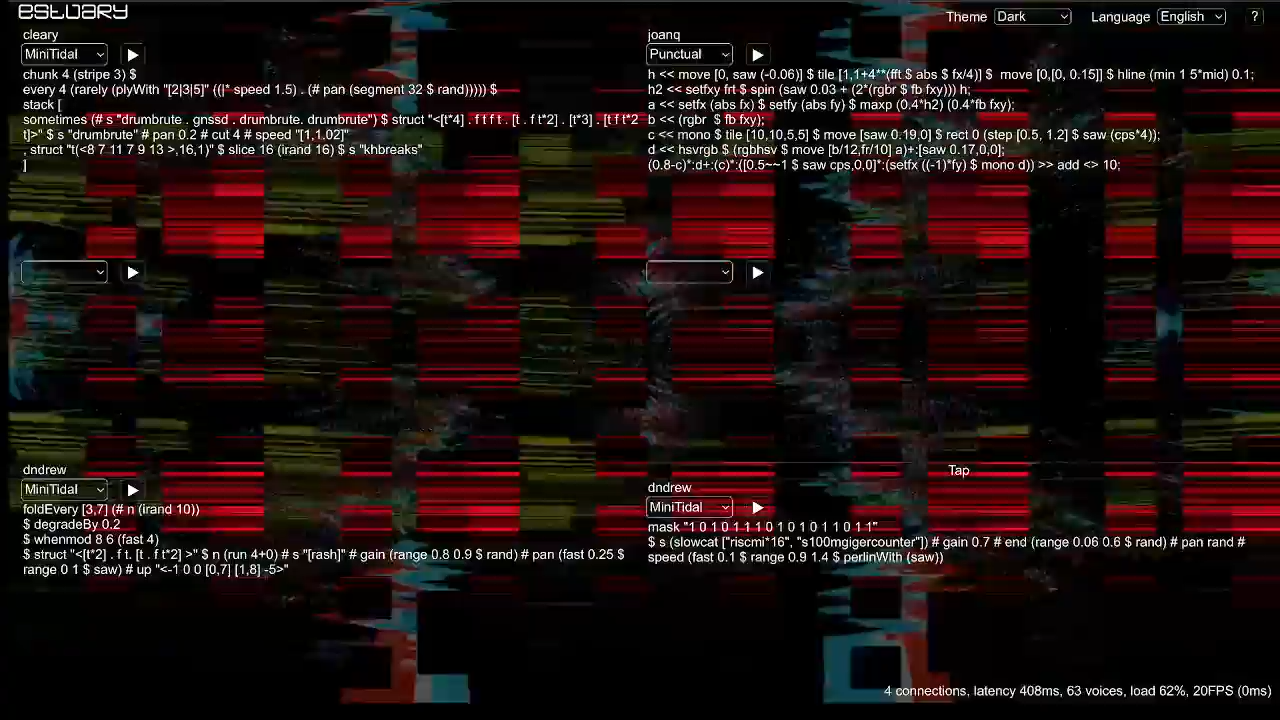 estuary
Theme Dark Language English ?
cleary
MiniTidal
chunk 4 (stripe 3) $
every 4 (rarely (plyWith "[2|3|5]" ((|* speed 1.5) . (# pan (segment 32 $ rand))))) $
stack [
sometimes (# s "drumbrute . gnssd . drumbrute. drumbrute") $ struct "<[t*4] . f t f t . [t . f t*2] . [t*3] . [t f t*2
t]>" $ s "drumbrute" # pan 0.2 # cut 4 # speed "[1,1.02]"
, struct "t(<8 7 11 7 9 13 >,16,1)" $ slice 16 (irand 16) $ s "khbreaks"
]
joanq
Punctual
h << move [0, saw (-0.06)] $ tile [1,1+4**(fft $ abs $ fx/4)] $ move [0,[0, 0.15]] $ hline (min 1 5*mid) 0.1;
h2 << setfxy frt $ spin (saw 0.03 + (2*(rgbr $ fb fxy))) h;
a << setfx (abs fx) $ setfy (abs fy) $ maxp (0.4*h2) (0.4*fb fxy);
b << (rgbr $ fb fxy);
c << mono $ tile [10,10,5,5] $ move [saw 0.19,0] $ rect 0 (step [0.5, 1.2] $ saw (cps*4));
d << hsvrgb $ (rgbhsv $ move [b/12,fr/10] a)+:[saw 0.17,0,0];
(0.8-c)*:d+:(c)*:([0.5~~1 $ saw cps,0,0]*:(setfx ((-1)*fy) $ mono d)) >> add <> 10;
dndrew
MiniTidal
foldEvery [3,7] (# n (irand 10))
$ degradeBy 0.2
$ whenmod 8 6 (fast 4)
$ struct "<[t*2] . f t. [t . f t*2] >" $ n (run 4+0) # s "[rash]" # gain (range 0.8 0.9 $ rand) # pan (fast 0.25 $
range 0 1 $ saw) # up "<-1 0 0 [0,7] [1,8] -5>"
Tap
dndrew
MiniTidal
mask "1 0 1 0 1 1 1 0 1 0 1 0 1 1 0 1 1"
$ s (slowcat ["riscmi*16", "s100mgigercounter"]) # gain 0.7 # end (range 0.06 0.6 $ rand) # pan rand #
speed (fast 0.1 $ range 0.9 1.4 $ perlinWith (saw))
4 connections, latency 408ms, 63 voices, load 62%, 20FPS (0ms)